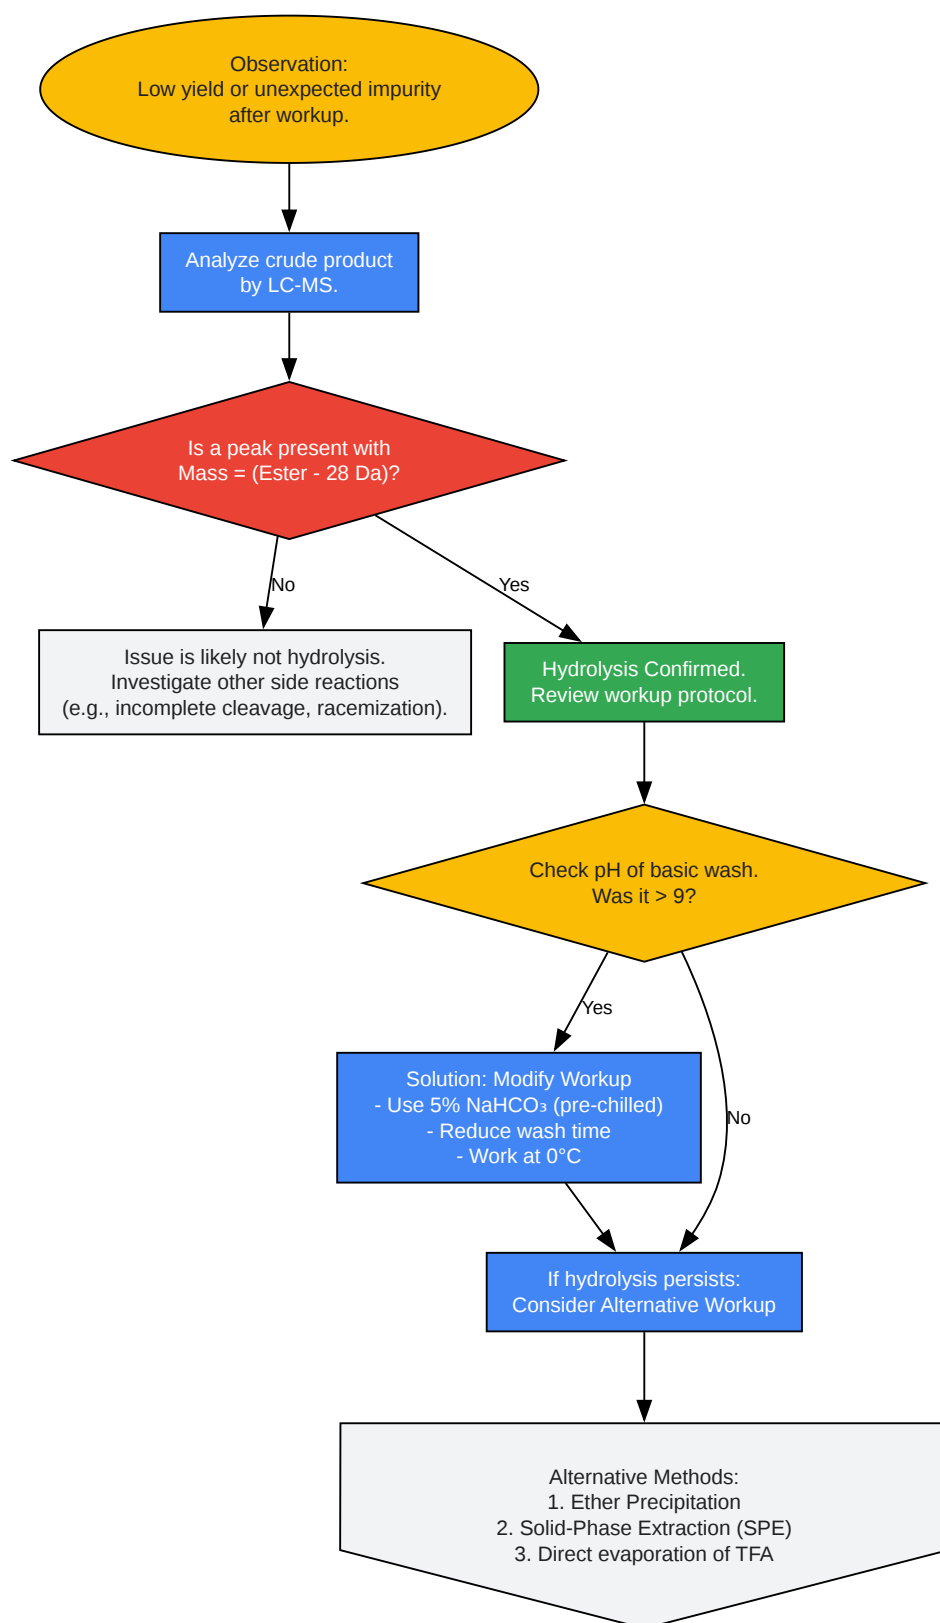 Observation:
Low yield or unexpected impurity
after workup.
Analyze crude product
by LC-MS.
Is a peak present with
Mass = (Ester - 28 Da)?
No
Yes
Issue is likely not hydrolysis.
Investigate other side reactions
(e.g., incomplete cleavage, racemization).
Hydrolysis Confirmed.
Review workup protocol.
Check pH of basic wash.
Was it > 9?
Yes
Solution: Modify Workup
- Use 5% NaHCO₃ (pre-chilled)
- Reduce wash time
- Work at 0°C
No
If hydrolysis persists:
Consider Alternative Workup
Alternative Methods:
1. Ether Precipitation
2. Solid-Phase Extraction (SPE)
3. Direct evaporation of TFA